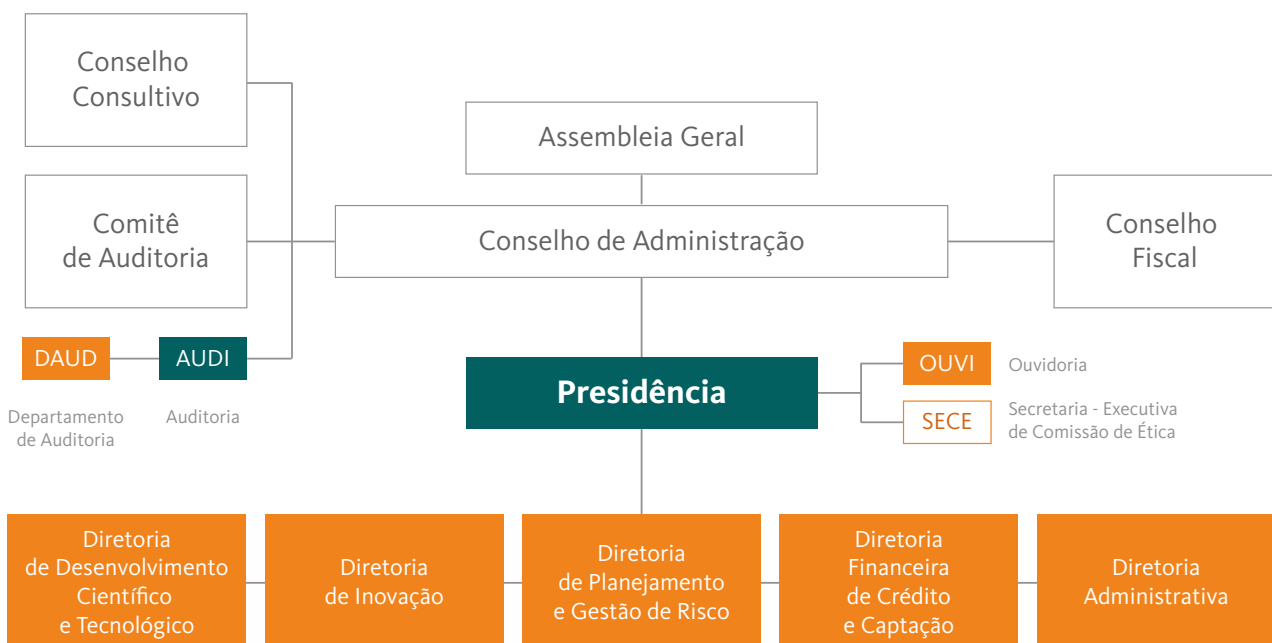 Conselho
Consultivo
Assembleia Geral
Comitê
de Auditoria
Conselho de Administração
Conselho
Fiscal
DAUD
AUDI
Departamento
de Auditoria
Auditoria
Presidência
OUVI
Ouvidoria
SECE
Secretaria - Executiva
de Comissão de Ética
Diretoria
de Desenvolvimento
Científico
e Tecnológico
Diretoria
de Inovação
Diretoria
de Planejamento
e Gestão de Risco
Diretoria
Financeira
de Crédito
e Captação
Diretoria
Administrativa